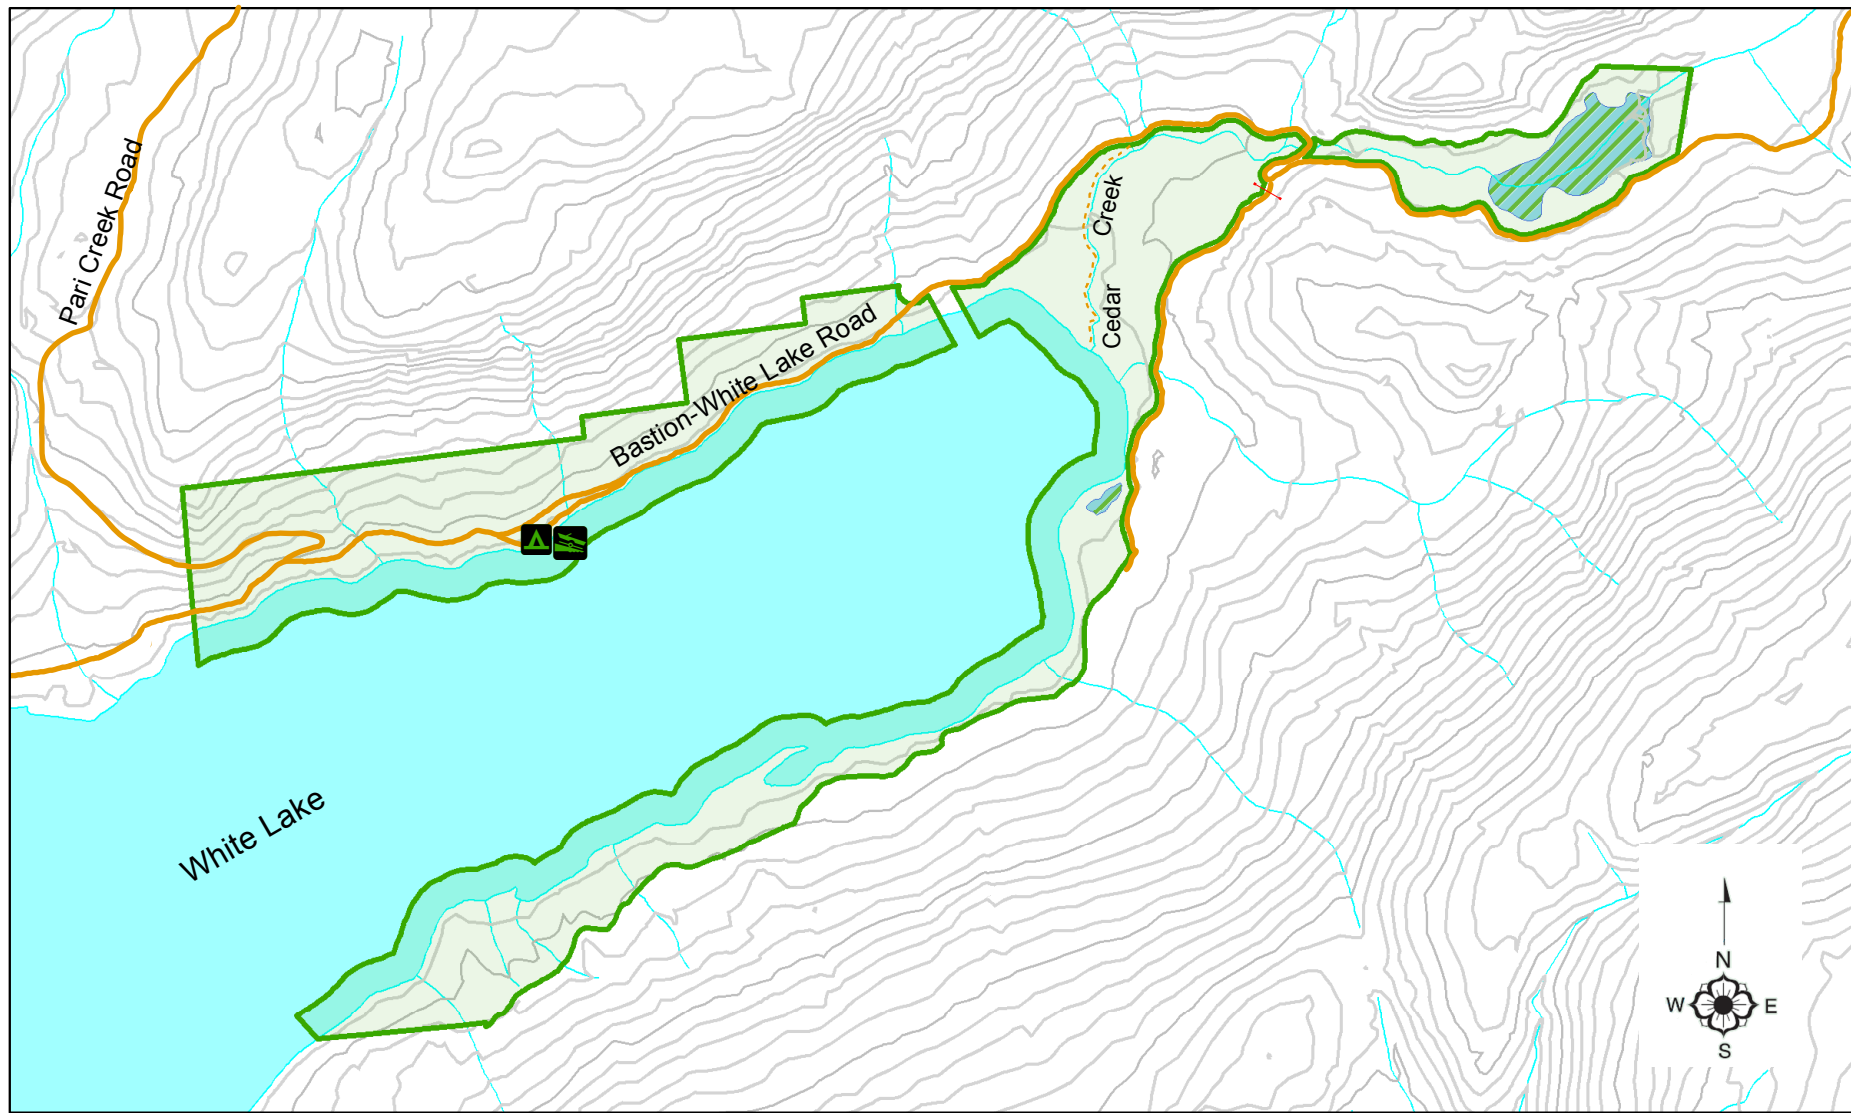 Pari Creek Road
Bastion-White Lake Road
Creek
Cedar
White Lake
N
W E
S